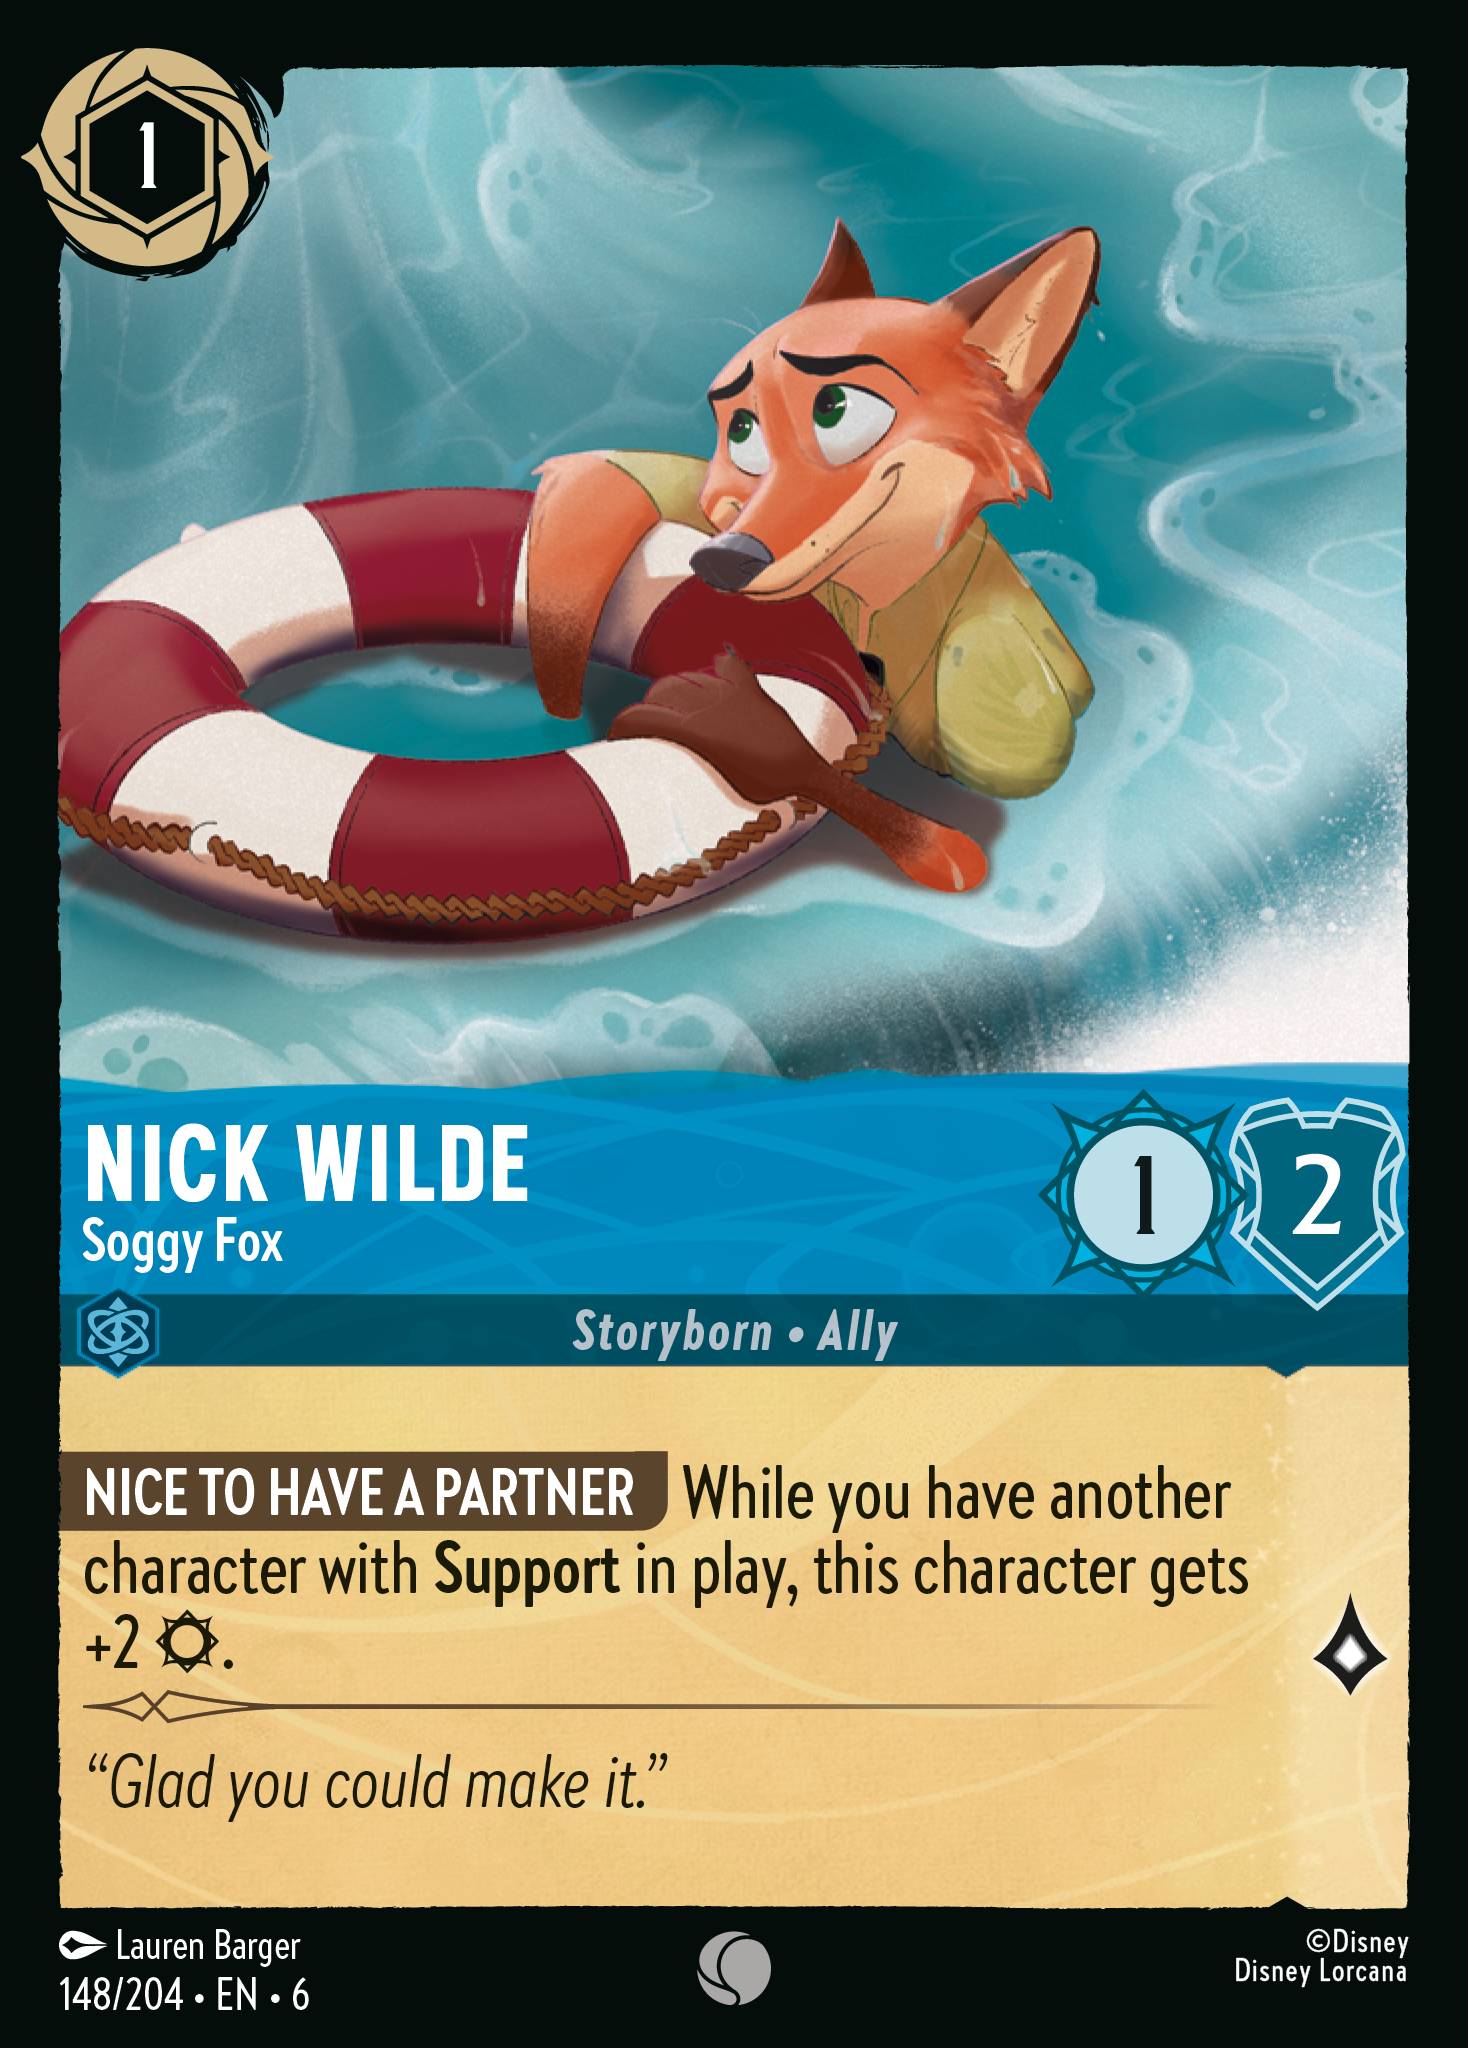 1
NICK WILDE
Soggy Fox
1
2
Storyborn • Ally
NICE TO HAVE A PARTNER While you have another
character with Support in play, this character gets
+2 .
“Glad you could make it.”
Lauren Barger
148/204 • EN • 6
©Disney
Disney Lorcana